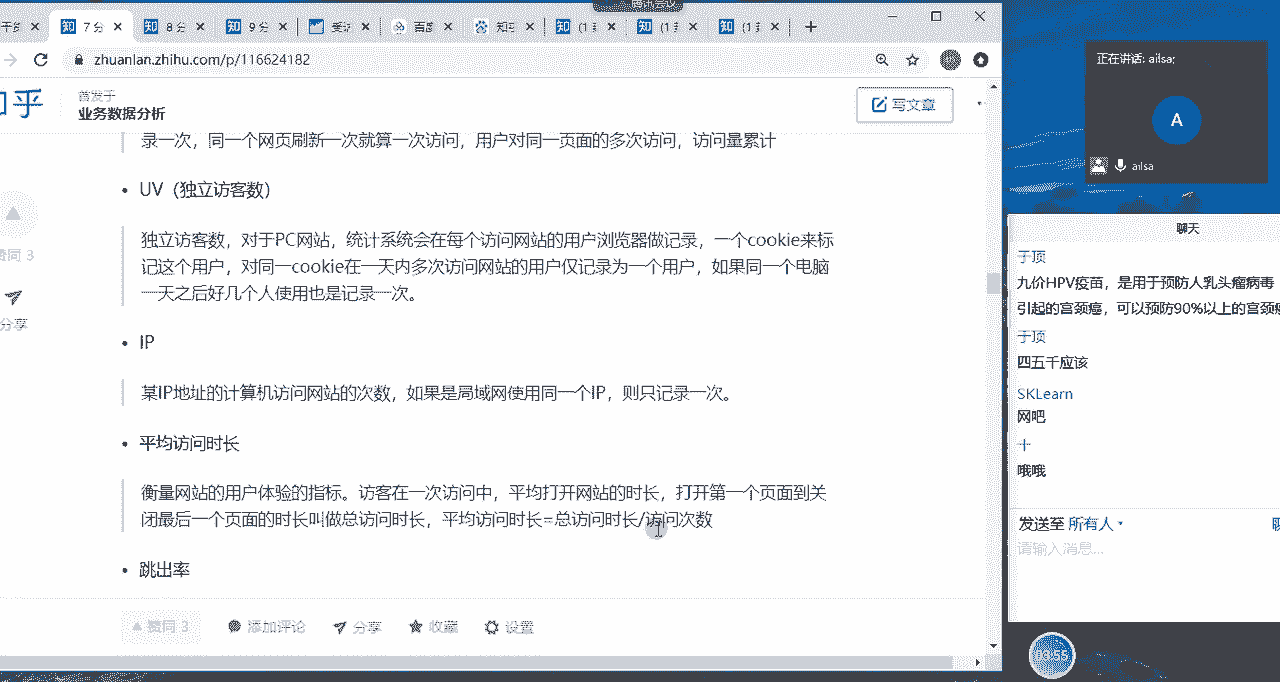 腾讯会议
7 分
8 分
9 分
受访
百度
知乎
(1 条
(1 条
(1 条
zhuanlan.zhihu.com/p/116624182
知乎
首发于
业务数据分析
写文章
录一次，同一个网页刷新一次就算一次访问，用户对同一页面的多次访问，访问量累计
• UV（独立访客数）
独立访客数，对于PC网站，统计系统会在每个访问网站的用户浏览器做记录，一个cookie来标
记这个用户，对同一cookie在一天内多次访问网站的用户仅记录为一个用户，如果同一个电脑
一天之后好几个人使用也是记录一次。
• IP
某IP地址的计算机访问网站的次数，如果是局域网使用同一个IP，则只记录一次。
• 平均访问时长
衡量网站的用户体验的指标。访客在一次访问中，平均打开网站的时长，打开第一个页面到关
闭最后一个页面的时长叫做总访问时长，平均访问时长=总访问时长/访问次数
• 跳出率
赞同 3
分享
赞同 3 添加评论 分享 收藏 设置
正在讲话: ailsa;
A
ailsa
聊天
于顶
九价HPV疫苗，是用于预防人乳头瘤病毒
引起的宫颈癌，可以预防90%以上的宫颈癌
于顶
四五千应该
SKLearn
网吧
十
哦哦
发送至 所有人
请输入消息...